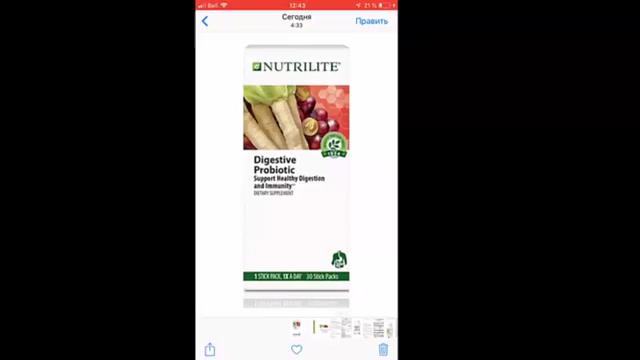 Bell
12:43
21 %
Сегодня
4:33
Править
NUTRILITE
Digestive
Probiotic
Support Healthy Digestion
and Immunity**
DIETARY SUPPLEMENT
1 STICK PACK, 1X A DAY 30 Stick Packs